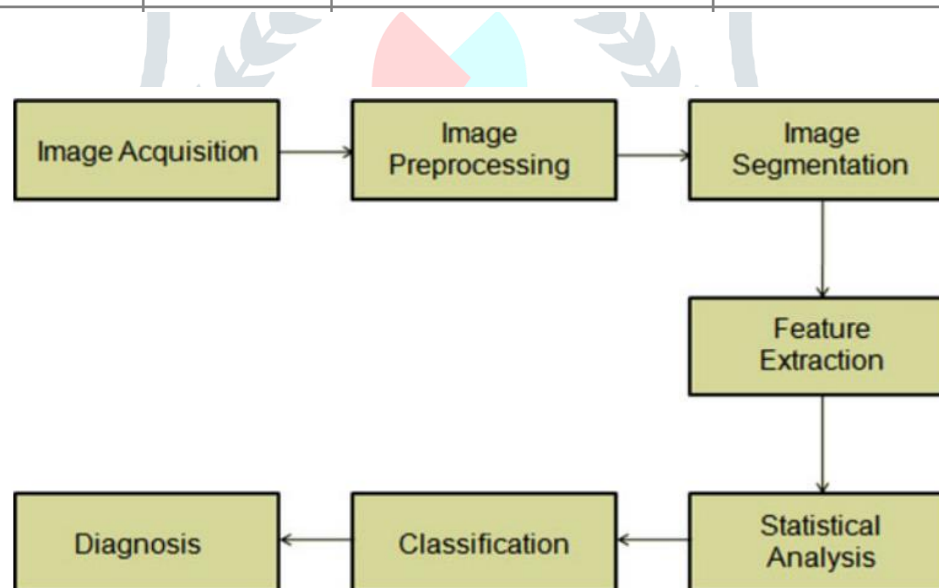 Image Acquisition
Image
Preprocessing
Image
Segmentation
Feature
Extraction
Statistical
Analysis
Classification
Diagnosis